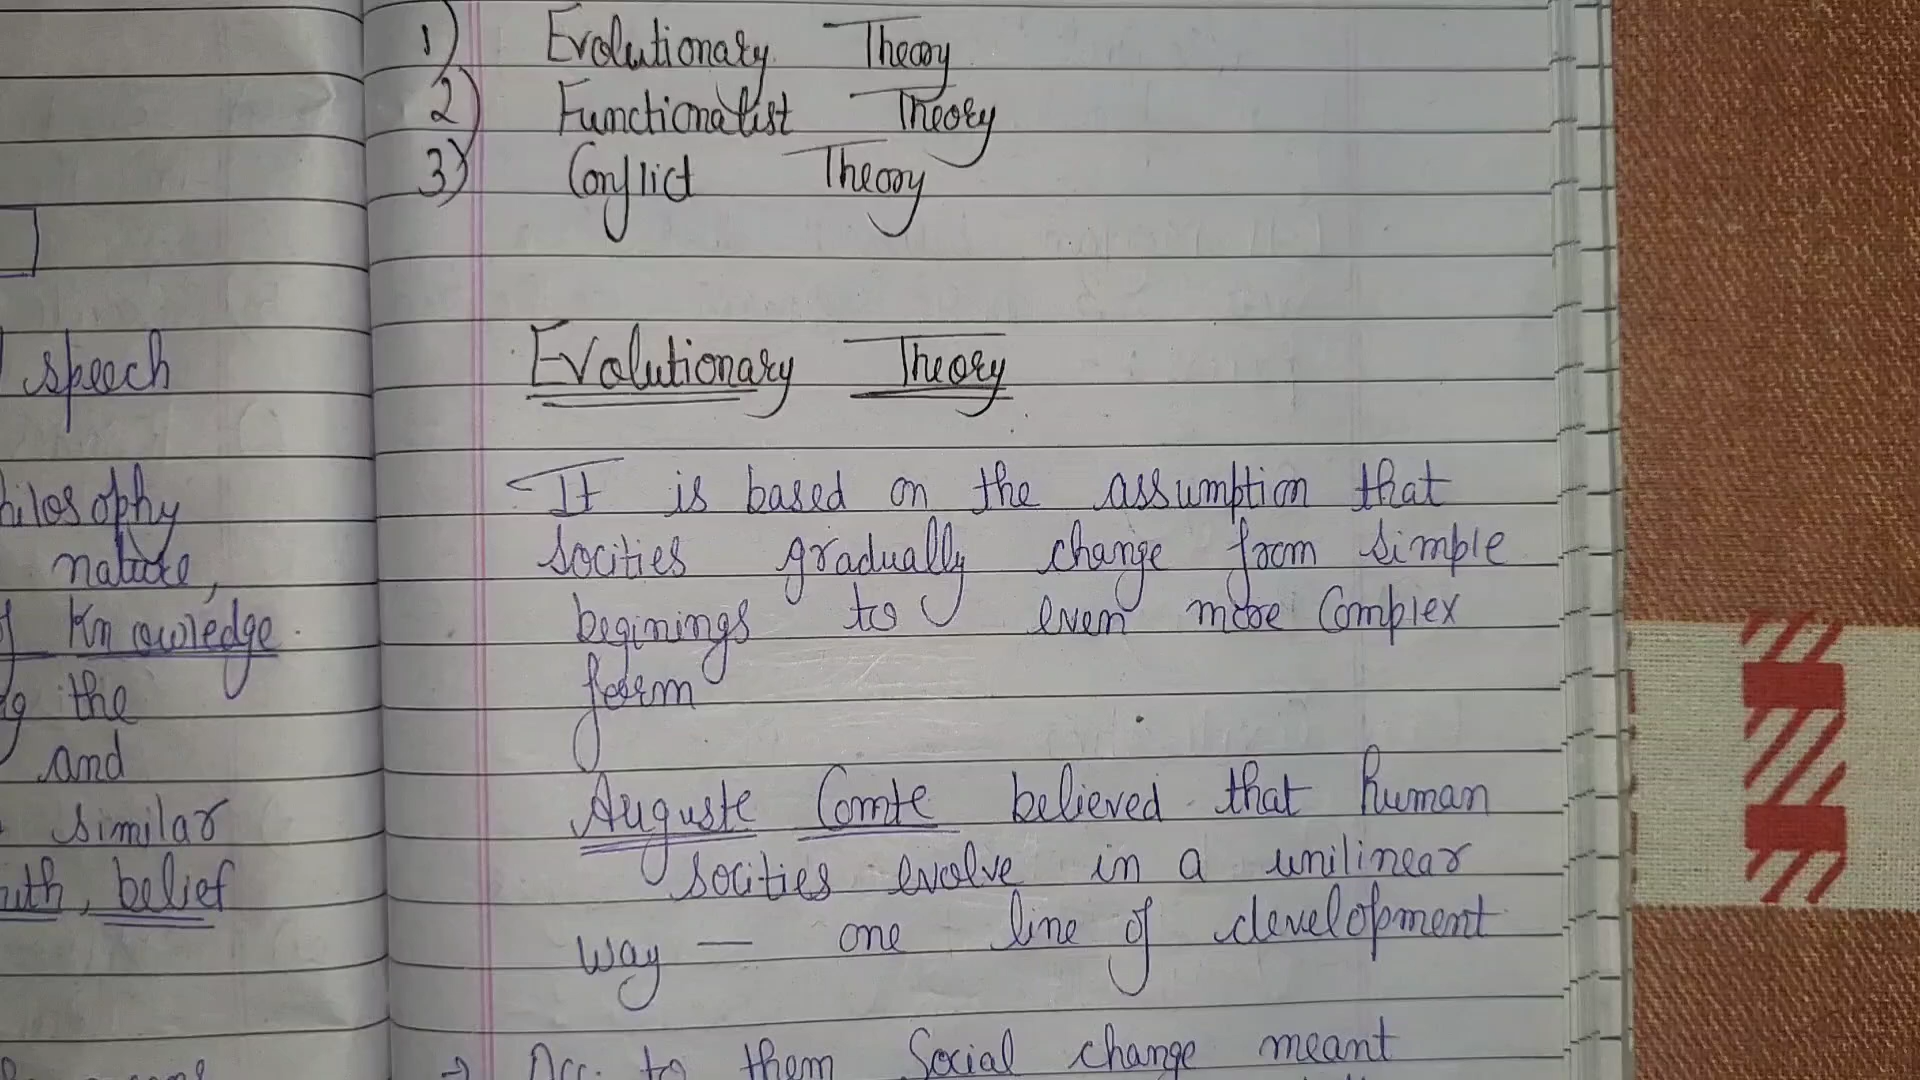 speech
hilosophy
nature,
f Knowledge
g the
and
similar
uth, belief
1) Evolutionary Theory
2) Functionalist Theory
3) Conflict Theory
Evolutionary Theory
It is based on the assumption that
socities gradually change from simple
beginings to even more Complex
form
Auguste Comte believed that human
socities evolve in a unilinear
way — one line of development
→ Acc. to them Social change meant